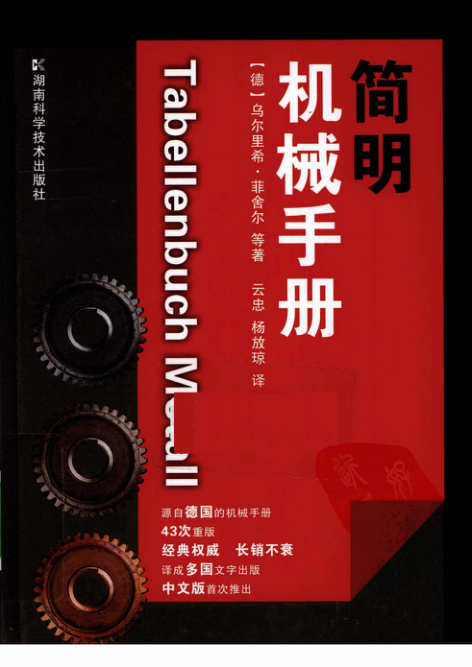 简明
机械手册
【德】乌尔里希·菲舍尔 等著 云忠 杨放琼 译
Tabellenbuch
湖南科学技术出版社
源自德国的机械手册
43次重版
经典权威 长销不衰
译成多国文字出版
中文版首次推出